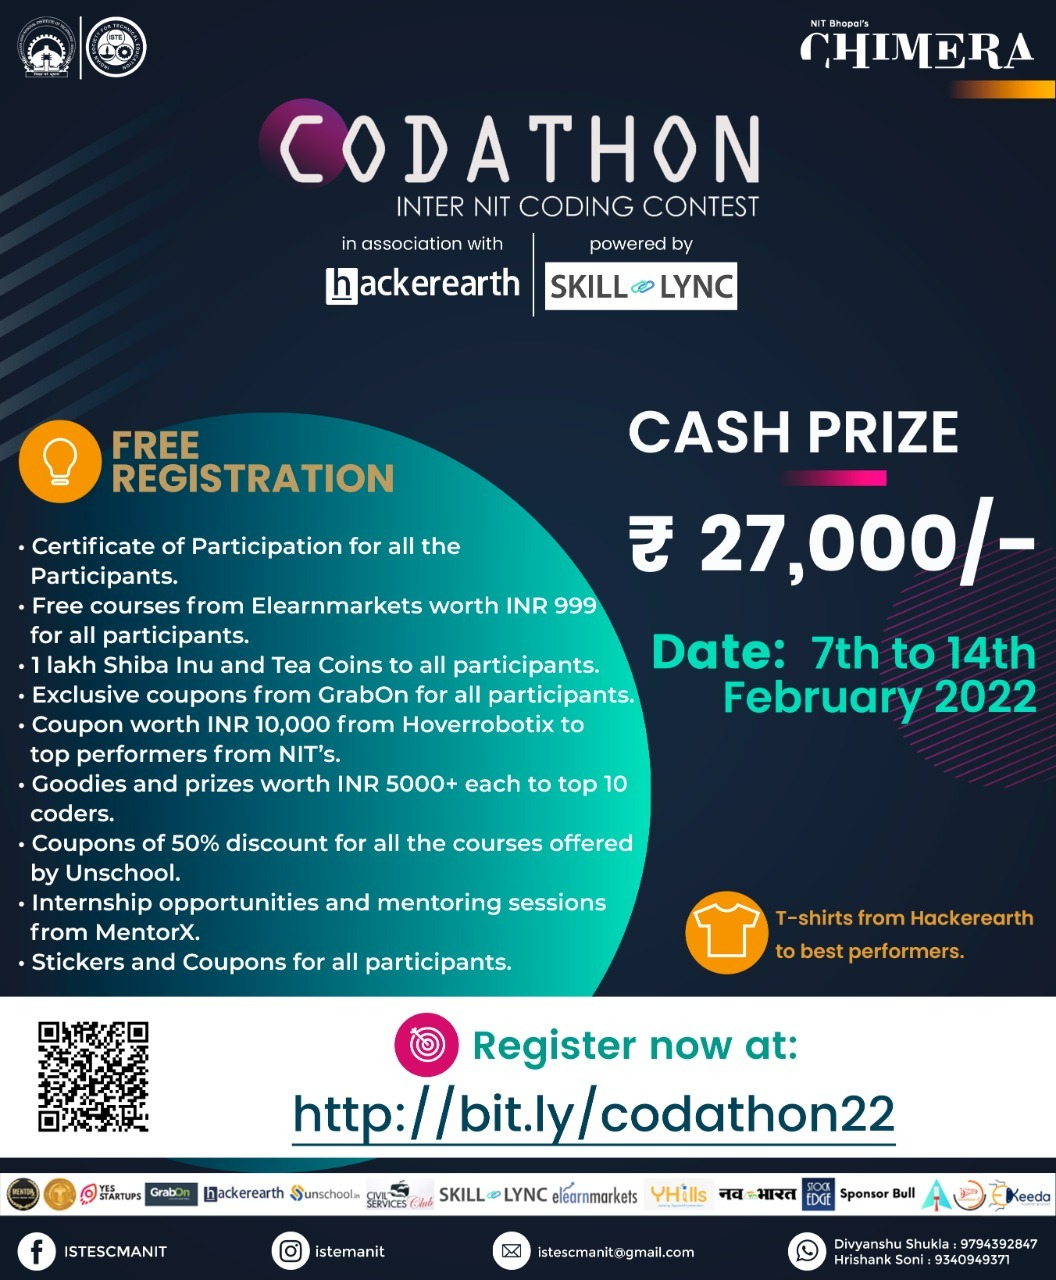 ISTE
NIT Bhopal's
CHIMERA
CODATHON
INTER NIT CODING CONTEST
in association with
hackerearth
powered by
SKILL LYNC
FREE
REGISTRATION
• Certificate of Participation for all the
Participants.
• Free courses from Elearnmarkets worth INR 999
for all participants.
• 1 lakh Shiba Inu and Tea Coins to all participants.
• Exclusive coupons from GrabOn for all participants.
• Coupon worth INR 10,000 from Hoverrobotix to
top performers from NIT's.
• Goodies and prizes worth INR 5000+ each to top 10
coders.
• Coupons of 50% discount for all the courses offered
by Unschool.
• Internship opportunities and mentoring sessions
from MentorX.
• Stickers and Coupons for all participants.
CASH PRIZE
₹ 27,000/-
Date: 7th to 14th
February 2022
T-shirts from Hackerearth
to best performers.
Register now at:
http://bit.ly/codathon22
MENTORX
YES
STARTUPS
GrabOn
hackerearth
unschool.in
CIVIL
SERVICES Club
SKILL LYNC
elearnmarkets
YHills
नव भारत
STOCK
EDGE
Sponsor Bull
Keeda
ISTESCMANIT
istemanit
istescmanit@gmail.com
Divyanshu Shukla : 9794392847
Hrishank Soni : 9340949371